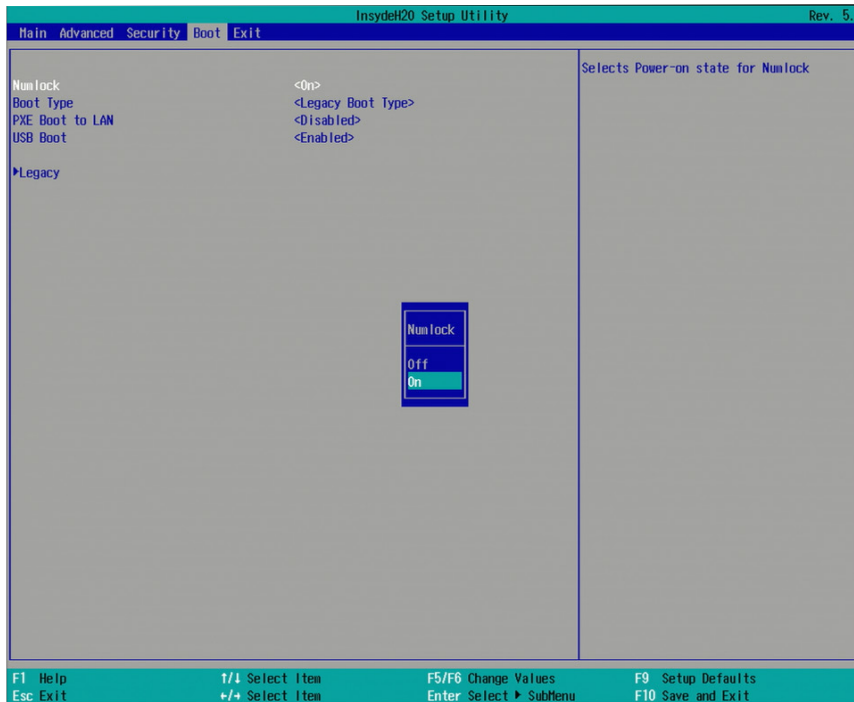 InsydeH20 Setup Utility Rev. 5.
Main Advanced Security Boot Exit
Selects Power-on state for Numlock
Numlock <On>
Boot Type <Legacy Boot Type>
PXE Boot to LAN <Disabled>
USB Boot <Enabled>
▶Legacy
Numlock
Off
On
F1 Help ↑/↓ Select Item F5/F6 Change Values F9 Setup Defaults
Esc Exit ←/→ Select Item Enter Select ▶ SubMenu F10 Save and Exit